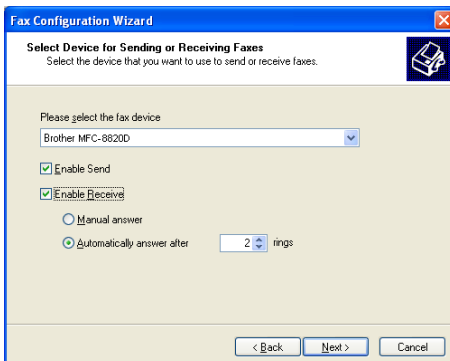 Fax Configuration Wizard
Select Device for Sending or Receiving Faxes
Select the device that you want to use to send or receive faxes.
Please select the fax device
Brother MFC-8820D
Enable Send
Enable Receive
Manual answer
Automatically answer after 2 rings
< Back Next > Cancel